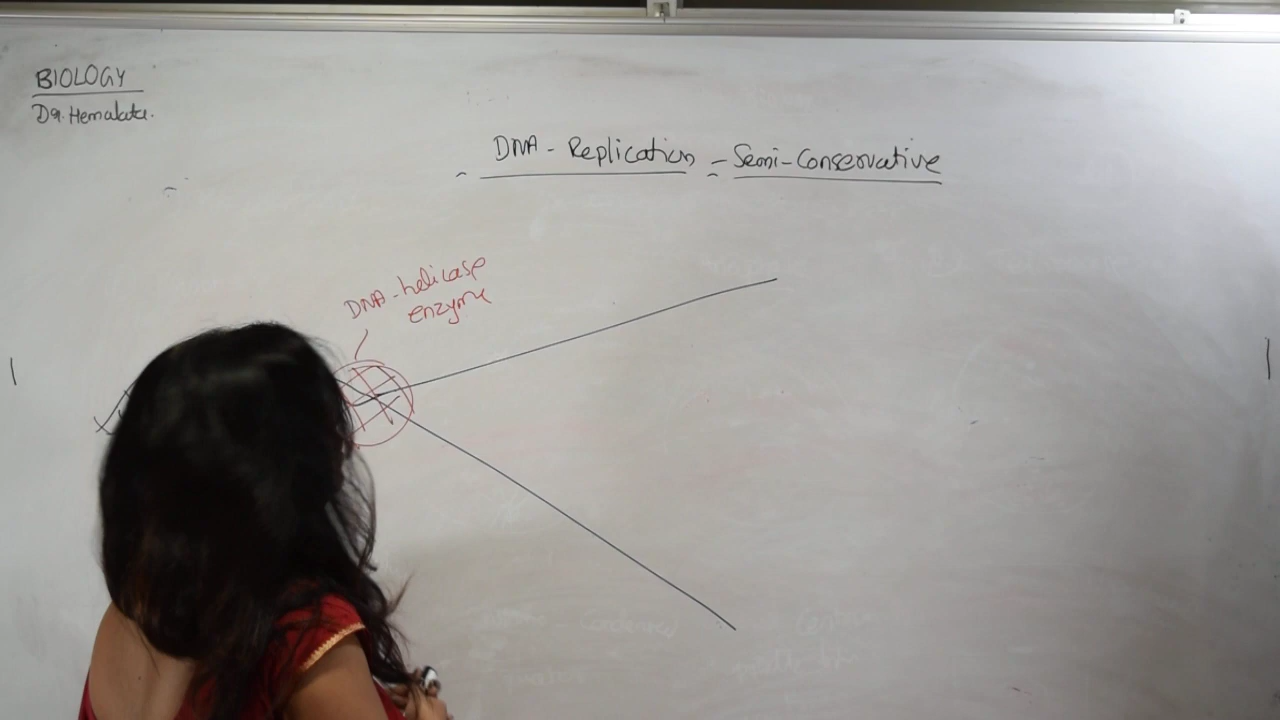 BIOLOGY
Dr. Hemalata.
DNA - Replication - Semi-Conservative
DNA-helicase
enzyme